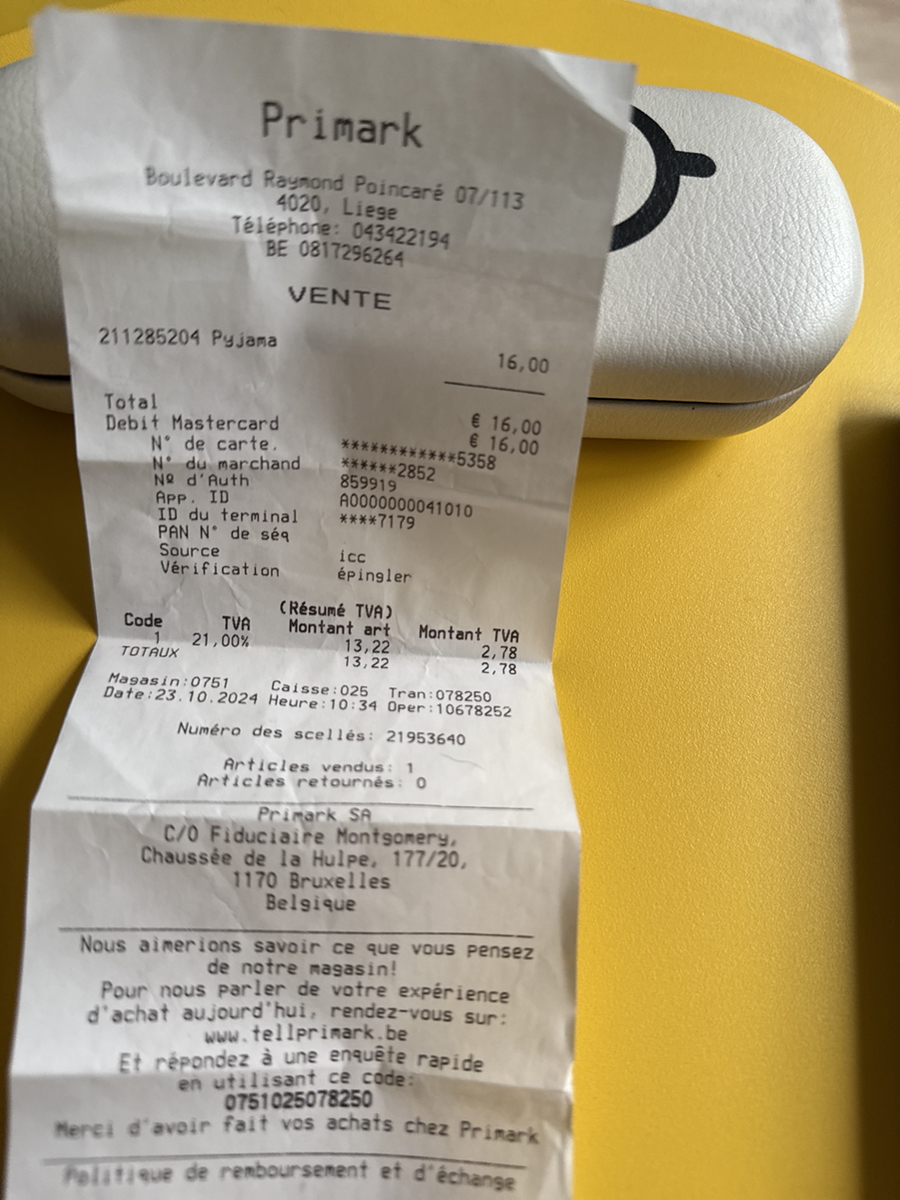 Primark
Boulevard Raymond Poincaré 07/113
4020, Liege
Téléphone: 043422194
BE 0817296264
VENTE
211285204 Pyjama
16,00
Total € 16,00
Debit Mastercard € 16,00
N° de carte. ************5358
N° du marchand ******2852
Nº d'Auth 859919
App. ID A0000000041010
ID du terminal ****7179
PAN N° de séq
Source icc
Vérification épingler
(Résumé TVA)
Code TVA Montant art Montant TVA
1 21,00% 13,22 2,78
TOTAUX 13,22 2,78
Magasin:0751 Caisse:025 Tran:078250
Date:23.10.2024 Heure:10:34 Oper:10678252
Numéro des scellés: 21953640
Articles vendus: 1
Articles retournés: 0
Primark SA
C/O Fiduciaire Montgomery,
Chaussée de la Hulpe, 177/20,
1170 Bruxelles
Belgique
Nous aimerions savoir ce que vous pensez
de notre magasin!
Pour nous parler de votre expérience
d'achat aujourd'hui, rendez-vous sur:
www.tellprimark.be
Et répondez à une enquête rapide
en utilisant ce code:
0751025078250
Merci d'avoir fait vos achats chez Primark
Politique de remboursement et d'échange